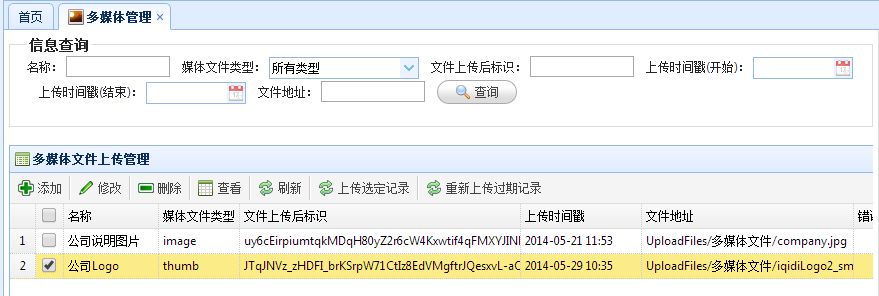 首页 多媒体管理
信息查询
名称： 媒体文件类型： 所有类型 文件上传后标识： 上传时间戳(开始)：
上传时间戳(结束)： 文件地址： 查询
多媒体文件上传管理
添加 修改 删除 查看 刷新 上传选定记录 重新上传过期记录
名称 媒体文件类型 文件上传后标识 上传时间戳 文件地址 错误
1 公司说明图片 image uy6cEirpiumtqkMDqH80yZ2r6cW4Kxwtif4qFMXYJINI 2014-05-21 11:53 UploadFiles/多媒体文件/company.jpg
2 公司Logo thumb JTqJNVz_zHDFI_brKSrpW71CtIz8EdVMgftrJQesxvL-aC 2014-05-29 10:35 UploadFiles/多媒体文件/iqidiLogo2_sm